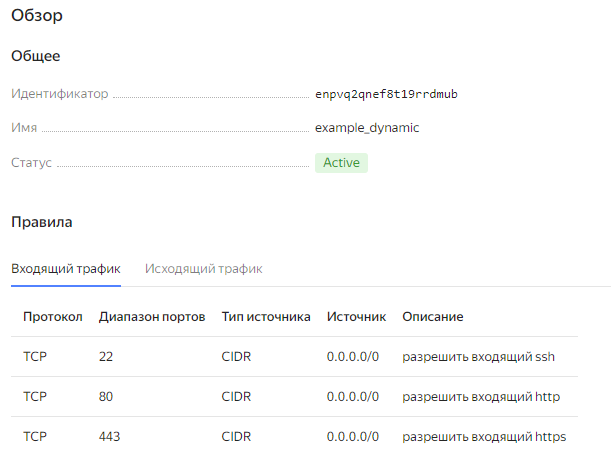 Обзор
Общее
Идентификатор enpvq2qnef8t19rrdmub
Имя example_dynamic
Статус Active
Правила
Входящий трафик Исходящий трафик
Протокол Диапазон портов Тип источника Источник Описание
TCP 22 CIDR 0.0.0.0/0 разрешить входящий ssh
TCP 80 CIDR 0.0.0.0/0 разрешить входящий http
TCP 443 CIDR 0.0.0.0/0 разрешить входящий https